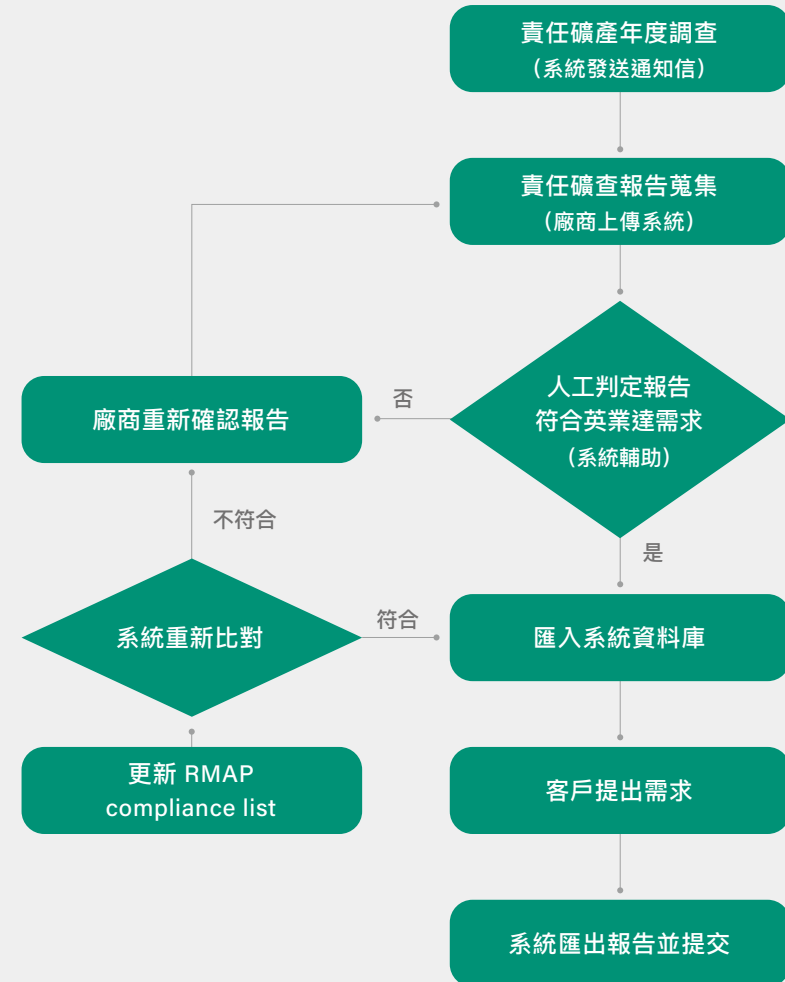 責任礦產年度調查
（系統發送通知信）
責任礦查報告蒐集
（廠商上傳系統）
人工判定報告
符合英業達需求
（系統輔助）
否
廠商重新確認報告
不符合
是
系統重新比對
符合
匯入系統資料庫
更新 RMAP
compliance list
客戶提出需求
系統匯出報告並提交